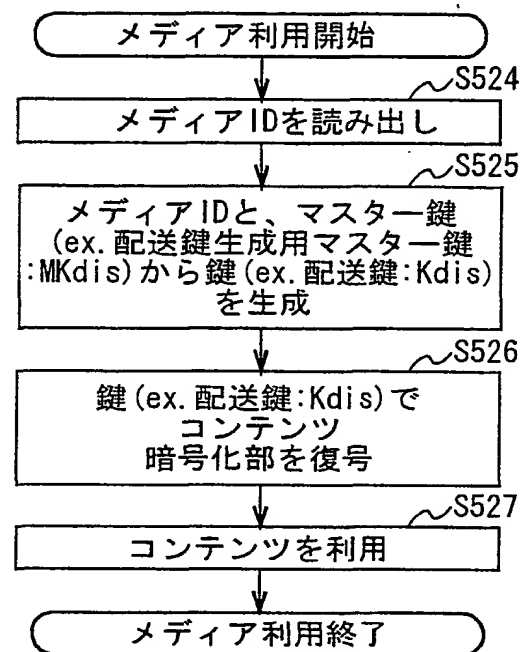 メディア利用開始
S524
メディアIDを読み出し
S525
メディアIDと、マスター鍵
(ex.配送鍵生成用マスター鍵
:MKdis)から鍵(ex.配送鍵:Kdis)
を生成
S526
鍵(ex.配送鍵:Kdis)で
コンテンツ
暗号化部を復号
S527
コンテンツを利用
メディア利用終了